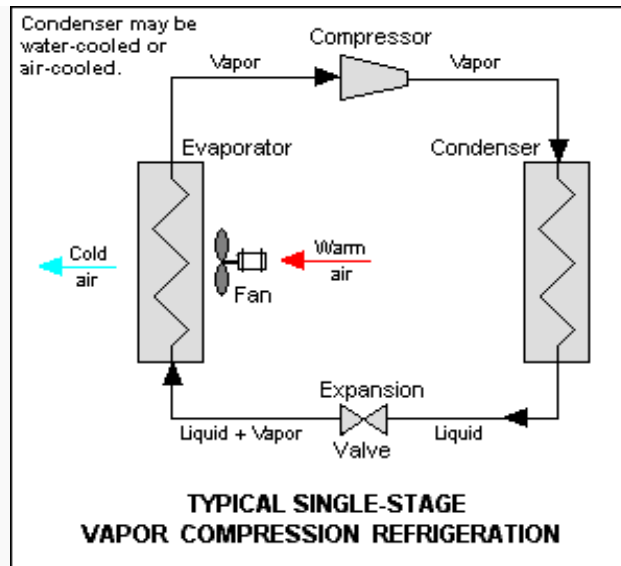 Condenser may be
water-cooled or
air-cooled.
Compressor
Vapor
Vapor
Evaporator
Condenser
Cold
air
Warm
air
Fan
Expansion
Valve
Liquid + Vapor
Liquid
TYPICAL SINGLE-STAGE
VAPOR COMPRESSION REFRIGERATION